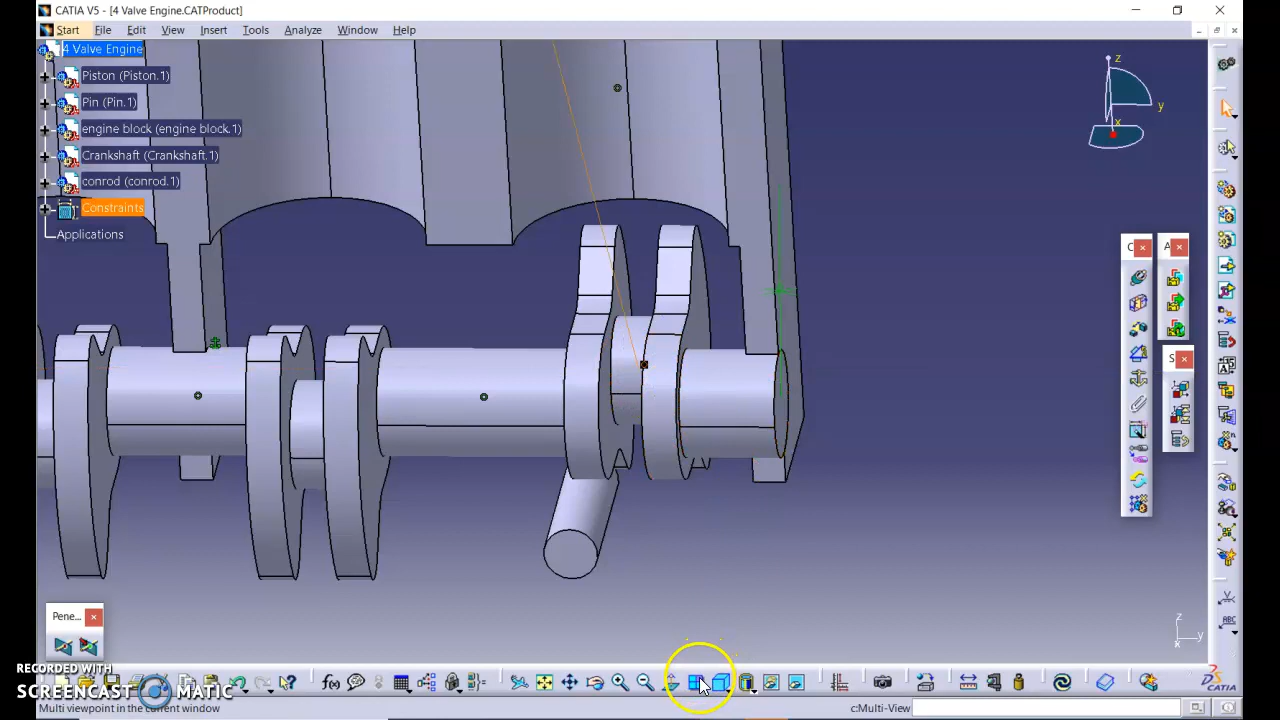 CATIA V5 - [4 Valve Engine.CATProduct]
Start File Edit View Insert Tools Window Analyze Help
4 Valve Engine
Piston (Piston.1)
Pin (Pin.1)
engine block (engine block.1)
Crankshaft (Crankshaft.1)
conrod (conrod.1)
Constraints
Applications
z
y
x
C
A
S
Pene...
z
y
x
ABC
f(x)
RECORDED WITH
SCREENCAST MATIC
CATIA
Multi viewpoint in the current window
c:Multi-View